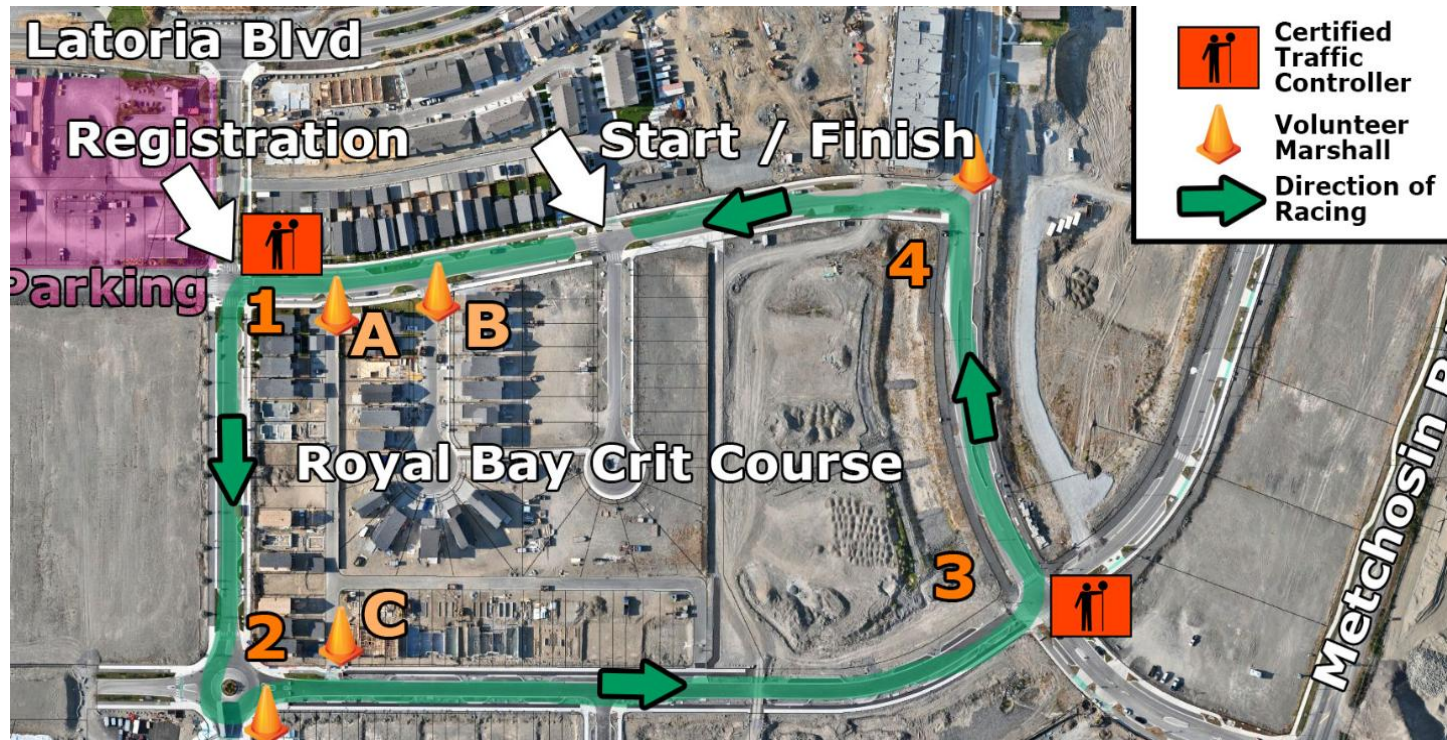 Latoria Blvd
Registration
Start / Finish
Parking
1
A
B
4
Royal Bay Crit Course
3
2
C
Certified
Traffic
Controller
Volunteer
Marshall
Direction of
Racing
Metchosin